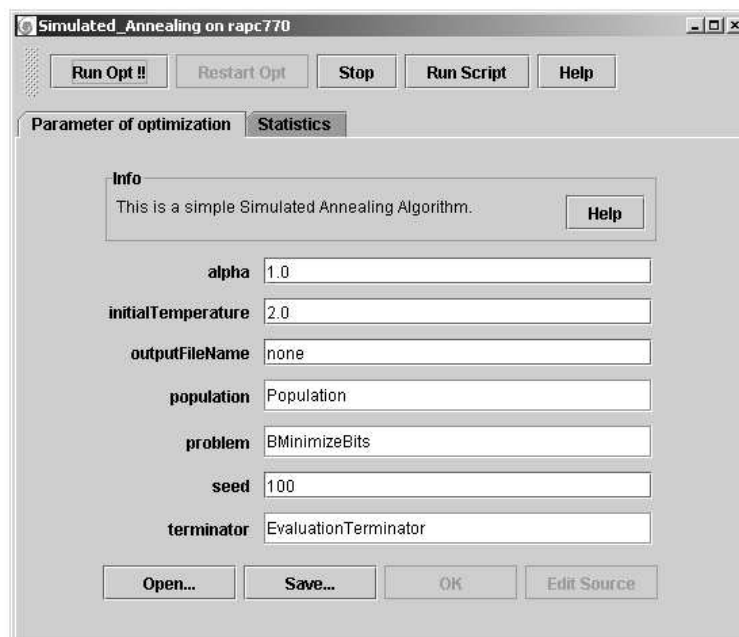 Simulated_Annealing on rapc770
Run Opt !! Restart Opt Stop Run Script Help
Parameter of optimization Statistics
Info
This is a simple Simulated Annealing Algorithm. Help
alpha 1.0
initialTemperature 2.0
outputFileName none
population Population
problem BMinimizeBits
seed 100
terminator EvaluationTerminator
Open... Save... OK Edit Source